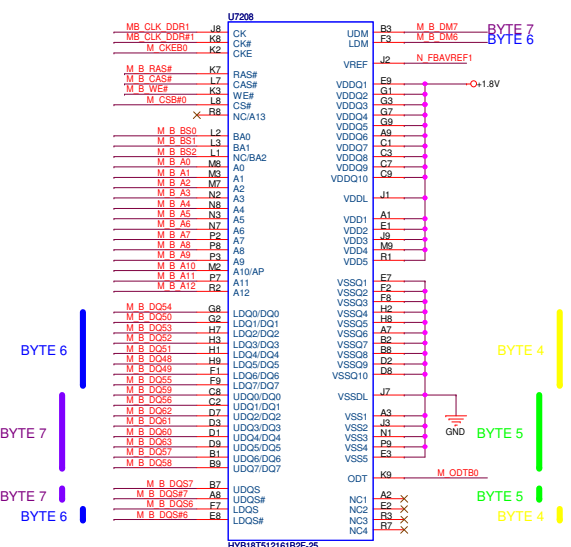 U7208
MB_CLK_DDR1 J8 CK
MB_CLK_DDR#1 K8 CK#
M_CKEB0 K2 CKE
M_B_RAS# K7 RAS#
M_B_CAS# L7 CAS#
M_B_WE# K3 WE#
M_CSB#0 L8 CS#
R8 NC/A13
M_B_BS0 L2 BA0
M_B_BS1 L3 BA1
M_B_BS2 L1 NC/BA2
M_B_A0 M8 A0
M_B_A1 M3 A1
M_B_A2 M7 A2
M_B_A3 N2 A3
M_B_A4 N8 A4
M_B_A5 N3 A5
M_B_A6 N7 A6
M_B_A7 P2 A7
M_B_A8 P8 A8
M_B_A9 P3 A9
M_B_A10 M2 A10/AP
M_B_A11 P7 A11
M_B_A12 R2 A12
M_B_DQ54 G8 LDQ0/DQ0
M_B_DQ50 G2 LDQ1/DQ1
M_B_DQ53 H7 LDQ2/DQ2
M_B_DQ52 H3 LDQ3/DQ3
M_B_DQ51 H1 LDQ4/DQ4
M_B_DQ48 H9 LDQ5/DQ5
M_B_DQ49 F1 LDQ6/DQ6
M_B_DQ55 F9 LDQ7/DQ7
M_B_DQ59 C8 UDQ0/DQ0
M_B_DQ56 C2 UDQ1/DQ1
M_B_DQ62 D7 UDQ2/DQ2
M_B_DQ61 D3 UDQ3/DQ3
M_B_DQ60 D1 UDQ4/DQ4
M_B_DQ63 D9 UDQ5/DQ5
M_B_DQ57 B1 UDQ6/DQ6
M_B_DQ58 B9 UDQ7/DQ7
M_B_DQS7 B7 UDQS
M_B_DQS#7 A8 UDQS#
M_B_DQS6 F7 LDQS
M_B_DQS#6 E8 LDQS#
BYTE 6
BYTE 7
BYTE 7
BYTE 6
UDM B3 M_B_DM7 BYTE 7
LDM F3 M_B_DM6 BYTE 6
VREF J2 N_FBAVREF1
VDDQ1 E9 +1.8V
VDDQ2 G1
VDDQ3 G3
VDDQ4 G7
VDDQ5 G9
VDDQ6 A9
VDDQ7 C1
VDDQ8 C3
VDDQ9 C7
VDDQ10 C9
VDDL J1
VDD1 A1
VDD2 E1
VDD3 J9
VDD4 M9
VDD5 R1
VSSQ1 E7
VSSQ2 F2
VSSQ3 F8
VSSQ4 H2
VSSQ5 H8
VSSQ6 A7
VSSQ7 B2
VSSQ8 B8
VSSQ9 D2
VSSQ10 D8
VSSDL J7
GND
VSS1 A3
VSS2 J3
VSS3 N1
VSS4 P9
VSS5 E3
ODT K9 M_ODTB0
NC1 A2
NC2 E2
NC3 R3
NC4 R7
BYTE 4
BYTE 5
BYTE 5
BYTE 4
HYB18T512161B2F-25